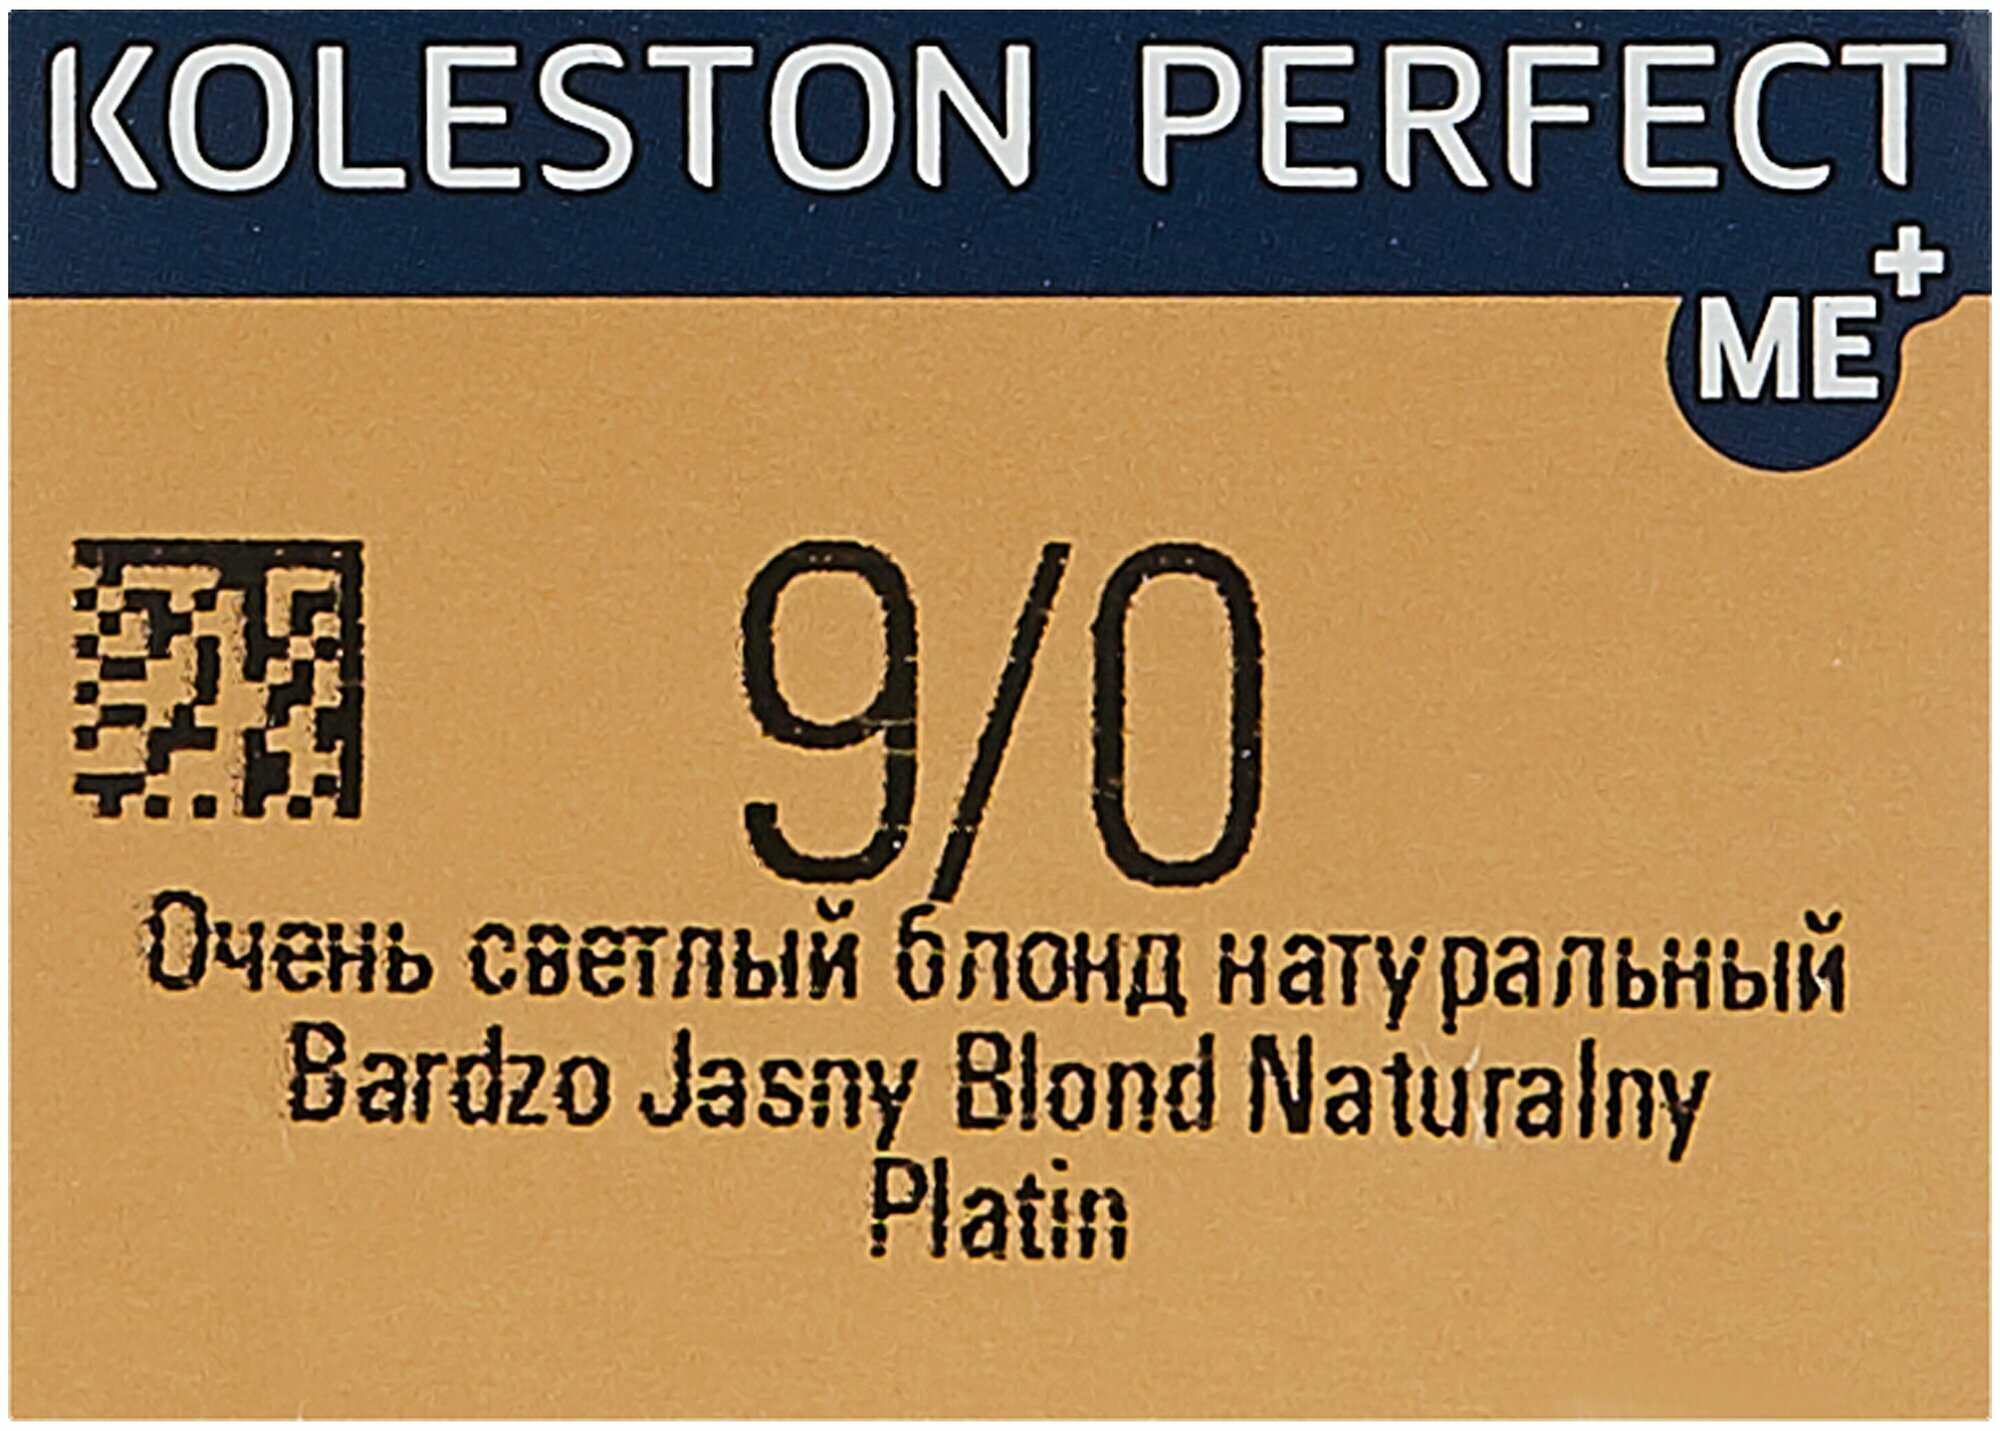 KOLESTON PERFECT
ME+
9/0
Очень светлый блонд натуральный
Bardzo Jasny Blond Naturalny
Platin